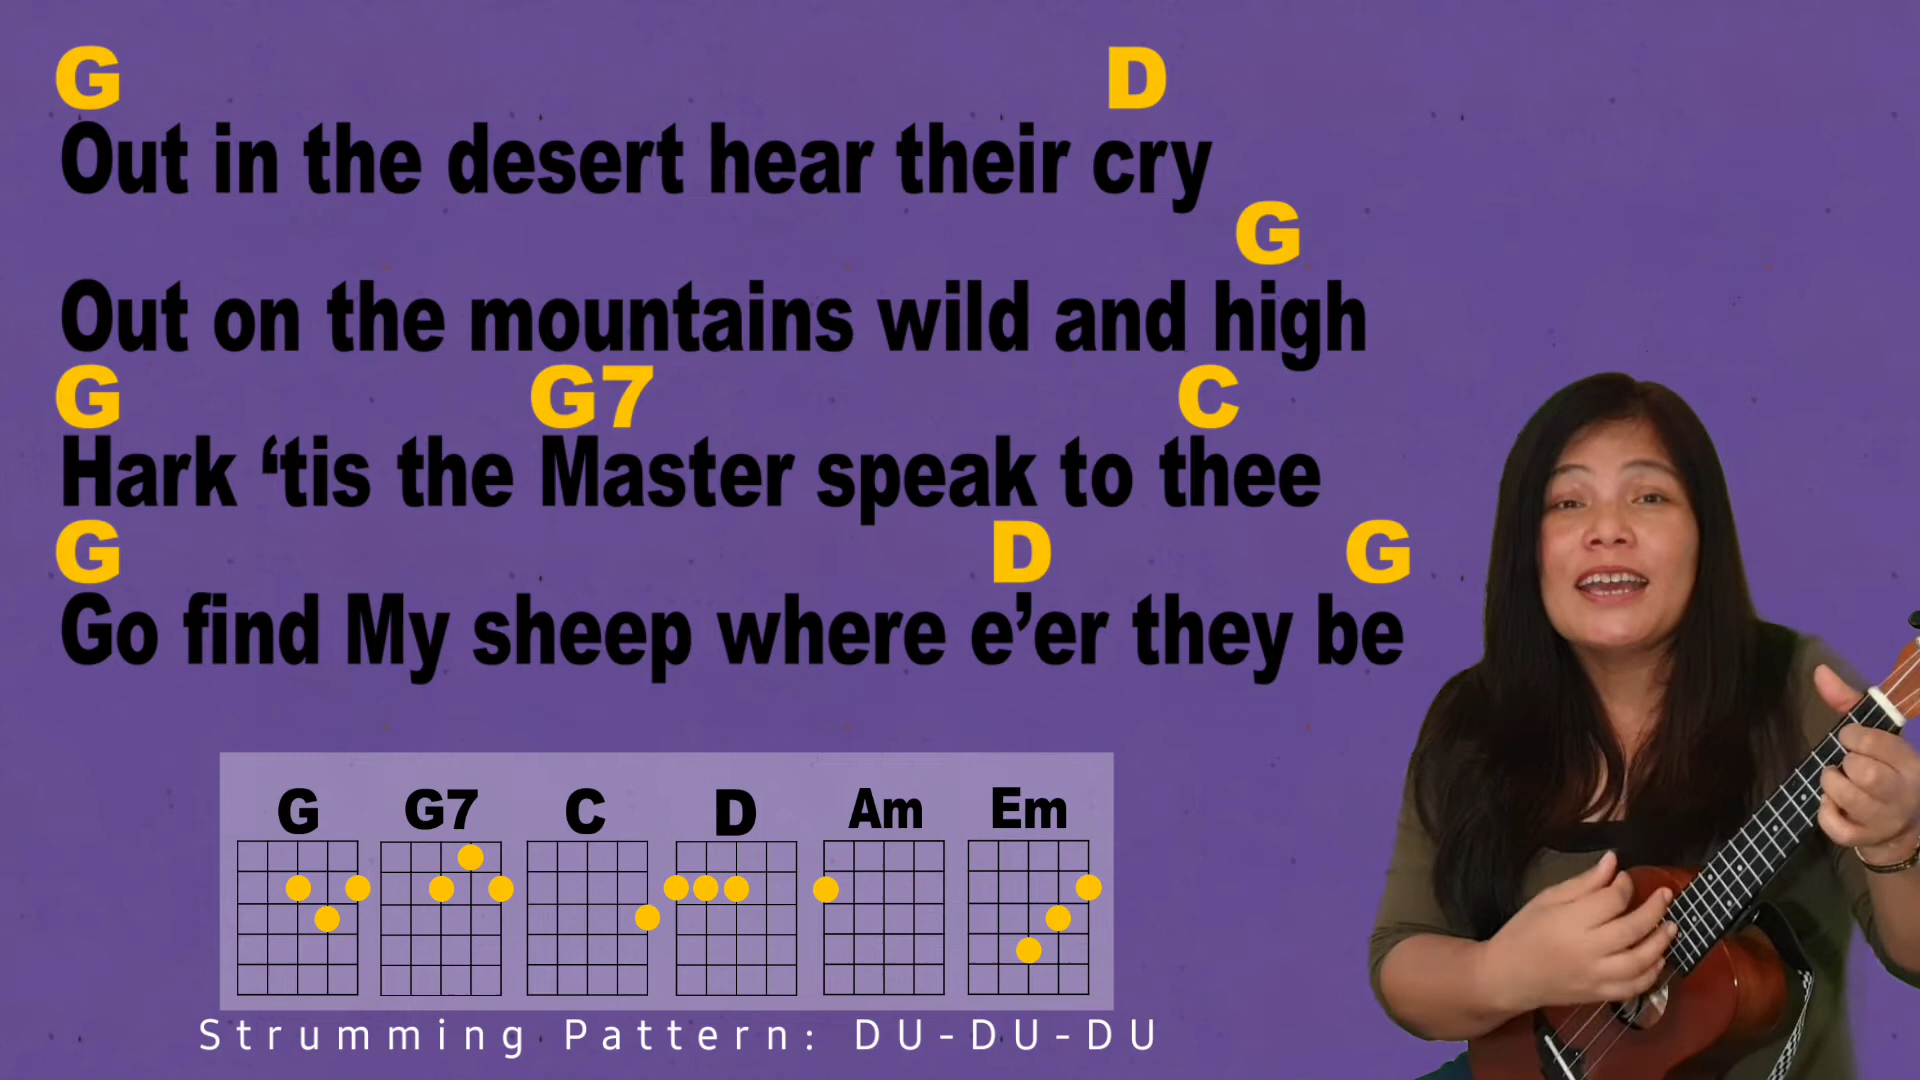 G D
Out in the desert hear their cry
G
Out on the mountains wild and high
G G7 C
Hark ‘tis the Master speak to thee
G D G
Go find My sheep where e’er they be
G G7 C D Am Em
Strumming Pattern: DU-DU-DU